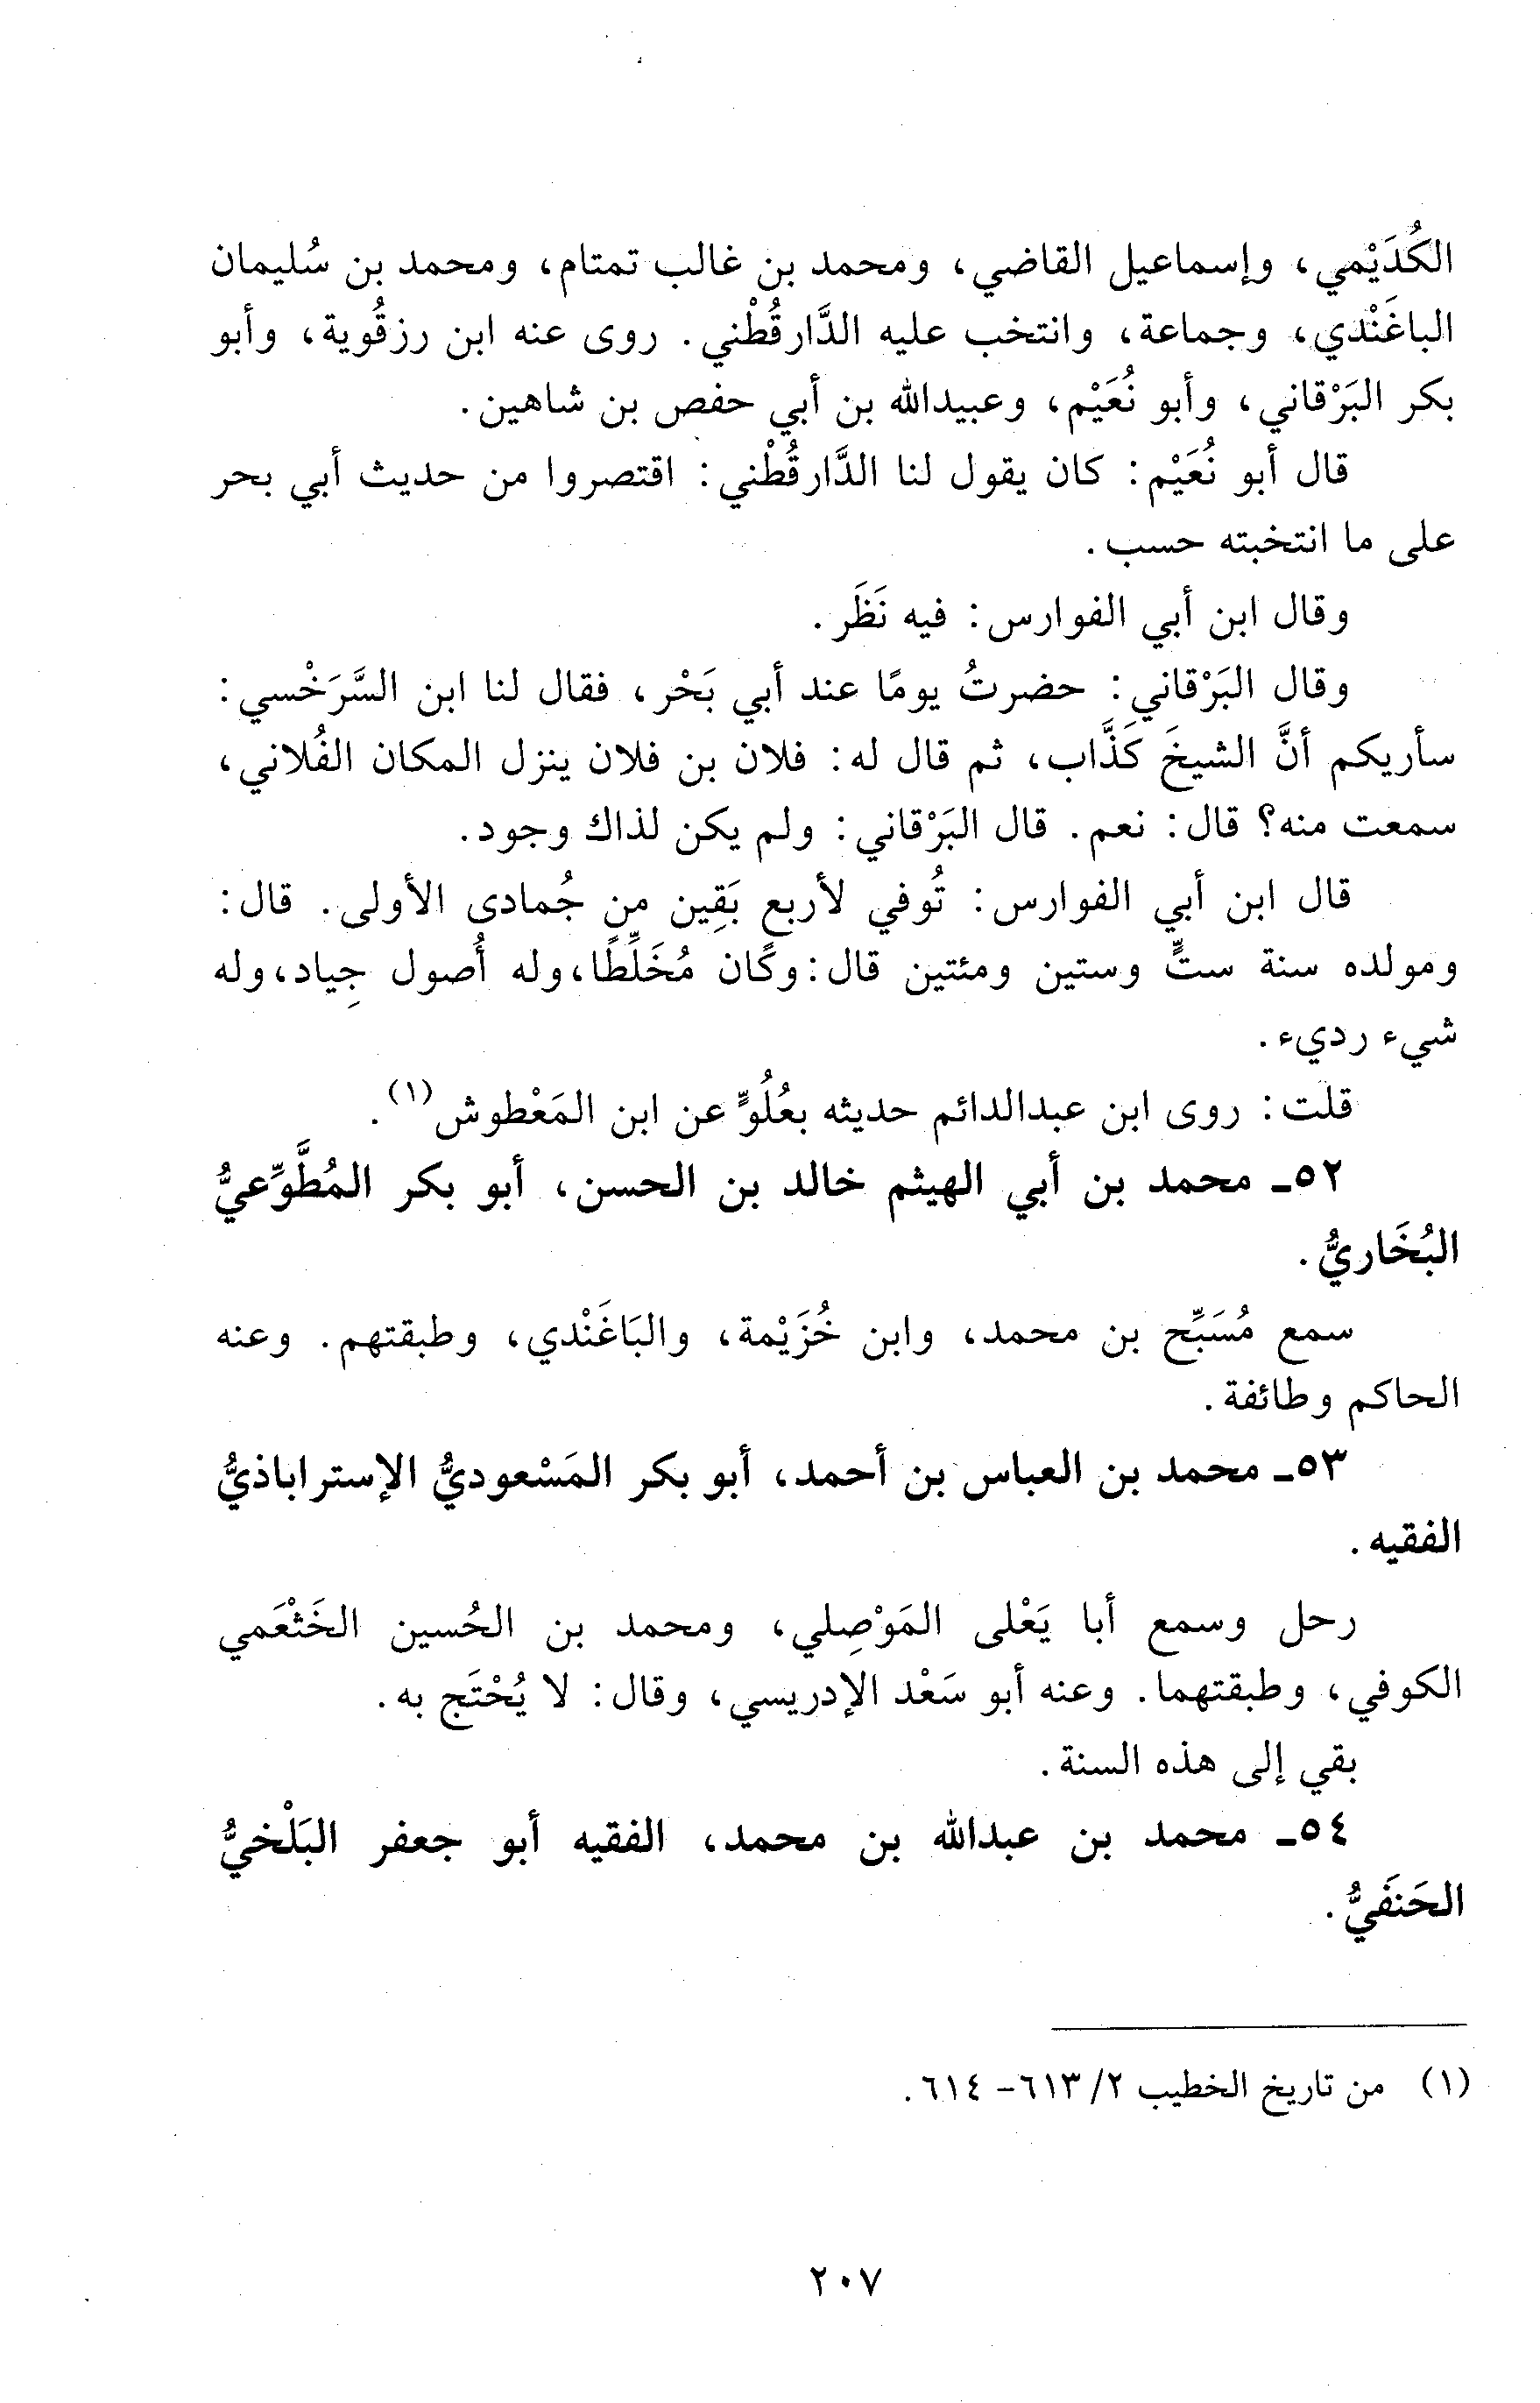 الكُدَيْمي، وإسماعيل القاضي، ومحمد بن غالب تمتام، ومحمد بن سُليمان
الباغَنْدي، وجماعة، وانتخب عليه الدَّارقُطْني. روى عنه ابن رزقُوية، وأبو
بكر البَرْقاني، وأبو نُعَيْم، وعبيدالله بن أبي حفص بن شاهين.
قال أبو نُعَيْم: كان يقول لنا الدَّارقُطْني: اقتصروا من حديث أبي بحر
على ما انتخبته حسب.
وقال ابن أبي الفوارس: فيه نَظَر.
وقال البَرْقاني: حضرتُ يومًا عند أبي بَحْر، فقال لنا ابن السَّرَخْسي:
سأريكم أنَّ الشيخَ كَذَّاب، ثم قال له: فلان بن فلان ينزل المكان الفُلاني،
سمعت منه؟ قال: نعم. قال البَرْقاني: ولم يكن لذاك وجود.
قال ابن أبي الفوارس: تُوفي لأربع بَقِين من جُمادى الأولى. قال:
ومولده سنة ستٍّ وستين ومئتين قال: وكان مُخَلِّطًا، وله أُصول جِياد، وله
شيء رديء.
قلت: روى ابن عبدالدائم حديثه بعُلُوٍّ عن ابن المَعْطوش(١).
٥٢ـ محمد بن أبي الهيثم خالد بن الحسن، أبو بكر المُطَّوِّعيُّ
البُخَاريُّ.
سمع مُسَبِّح بن محمد، وابن خُزَيْمة، والبَاغَنْدي، وطبقتهم. وعنه
الحاكم وطائفة.
٥٣ـ محمد بن العباس بن أحمد، أبو بكر المَسْعوديُّ الإستراباذيُّ
الفقيه.
رحل وسمع أبا يَعْلى المَوْصِلي، ومحمد بن الحُسين الخَثْعَمي
الكوفي، وطبقتهما. وعنه أبو سَعْد الإدريسي، وقال: لا يُحْتَج به.
بقي إلى هذه السنة.
٥٤ـ محمد بن عبدالله بن محمد، الفقيه أبو جعفر البَلْخيُّ
الحَنفَيُّ.
(١) من تاريخ الخطيب ٢/ ٦١٣- ٦١٤.
٢٠٧